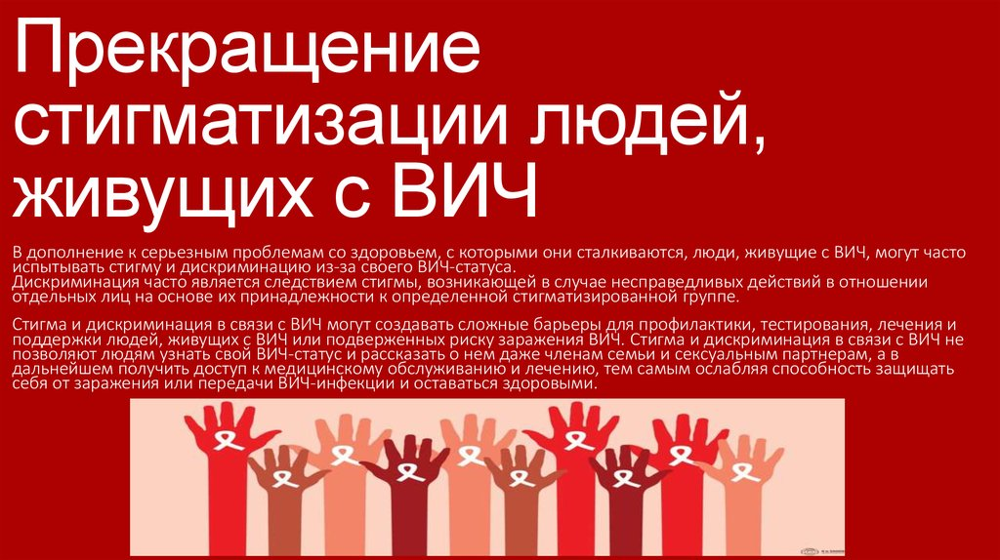 Прекращение
стигматизации людей,
живущих с ВИЧ
В дополнение к серьезным проблемам со здоровьем, с которыми они сталкиваются, люди, живущие с ВИЧ, могут часто
испытывать стигму и дискриминацию из-за своего ВИЧ-статуса.
Дискриминация часто является следствием стигмы, возникающей в случае несправедливых действий в отношении
отдельных лиц на основе их принадлежности к определенной стигматизированной группе.
Стигма и дискриминация в связи с ВИЧ могут создавать сложные барьеры для профилактики, тестирования, лечения и
поддержки людей, живущих с ВИЧ или подверженных риску заражения ВИЧ. Стигма и дискриминация в связи с ВИЧ не
позволяют людям узнать свой ВИЧ-статус и рассказать о нем даже членам семьи и сексуальным партнерам, а в
дальнейшем получить доступ к медицинскому обслуживанию и лечению, тем самым ослабляя способность защищать
себя от заражения или передачи ВИЧ-инфекции и оставаться здоровыми.